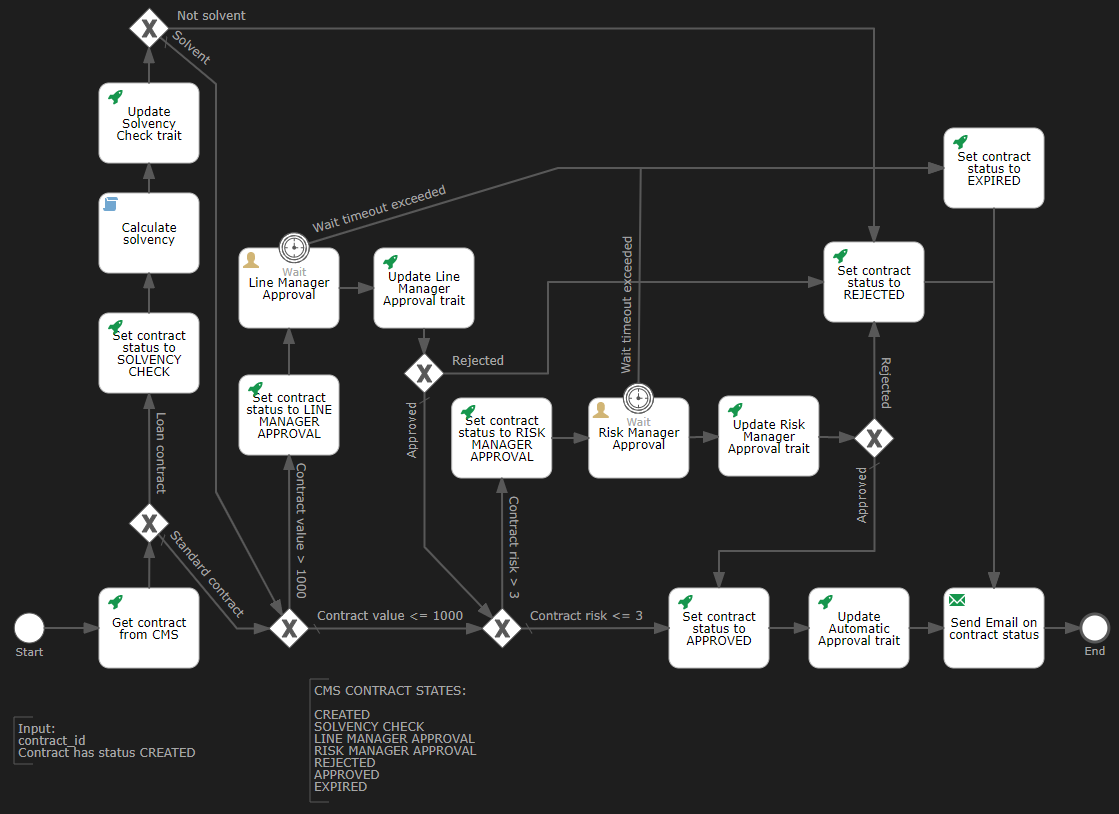 Not solvent
Solvent
Update
Solvency
Check trait
Calculate
solvency
Set contract
status to
SOLVENCY
CHECK
Loan contract
Standard contract
Get contract
from CMS
Start
Wait timeout exceeded
Wait
Line Manager
Approval
Update Line
Manager
Approval trait
Set contract
status to LINE
MANAGER
APPROVAL
Contract value > 1000
Contract value <= 1000
Rejected
Approved
Set contract
status to RISK
MANAGER
APPROVAL
Contract risk > 3
Contract risk <= 3
Wait timeout exceeded
Wait
Risk Manager
Approval
Update Risk
Manager
Approval trait
Rejected
Approved
Set contract
status to
EXPIRED
Set contract
status to
REJECTED
Set contract
status to
APPROVED
Update
Automatic
Approval trait
Send Email on
contract status
End
Input:
contract_id
Contract has status CREATED
CMS CONTRACT STATES:
CREATED
SOLVENCY CHECK
LINE MANAGER APPROVAL
RISK MANAGER APPROVAL
REJECTED
APPROVED
EXPIRED